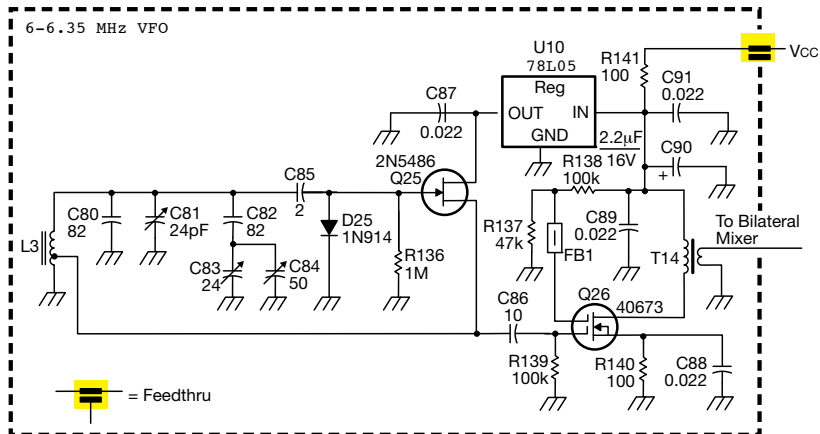 6-6.35 MHz VFO
U10
78L05
Reg
OUT
IN
GND
R141
100
VCC
C91
0.022
C87
0.022
2.2µF
16V
C90
+
2N5486
Q25
R138
100k
C85
2
C80
82
C81
24pF
C82
82
D25
1N914
R137
47k
FB1
C89
0.022
To Bilateral
Mixer
T14
L3
C83
24
C84
50
R136
1M
C86
10
Q26
40673
R139
100k
R140
100
C88
0.022
= Feedthru